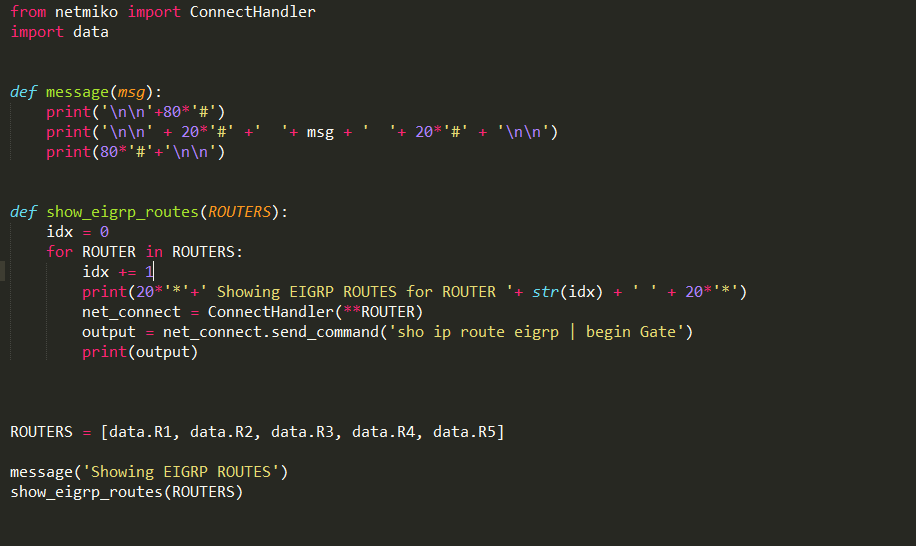 from netmiko import ConnectHandler
import data
def message(msg):
print('\n\n'+80*'#')
print('\n\n' + 20*'#' +'  '+ msg + '  '+ 20*'#' + '\n\n')
print(80*'#'+'\n\n')
def show_eigrp_routes(ROUTERS):
idx = 0
for ROUTER in ROUTERS:
idx += 1
print(20*'*'+' Showing EIGRP ROUTES for ROUTER '+ str(idx) + ' ' + 20*'*')
net_connect = ConnectHandler(**ROUTER)
output = net_connect.send_command('sho ip route eigrp | begin Gate')
print(output)
ROUTERS = [data.R1, data.R2, data.R3, data.R4, data.R5]
message('Showing EIGRP ROUTES')
show_eigrp_routes(ROUTERS)